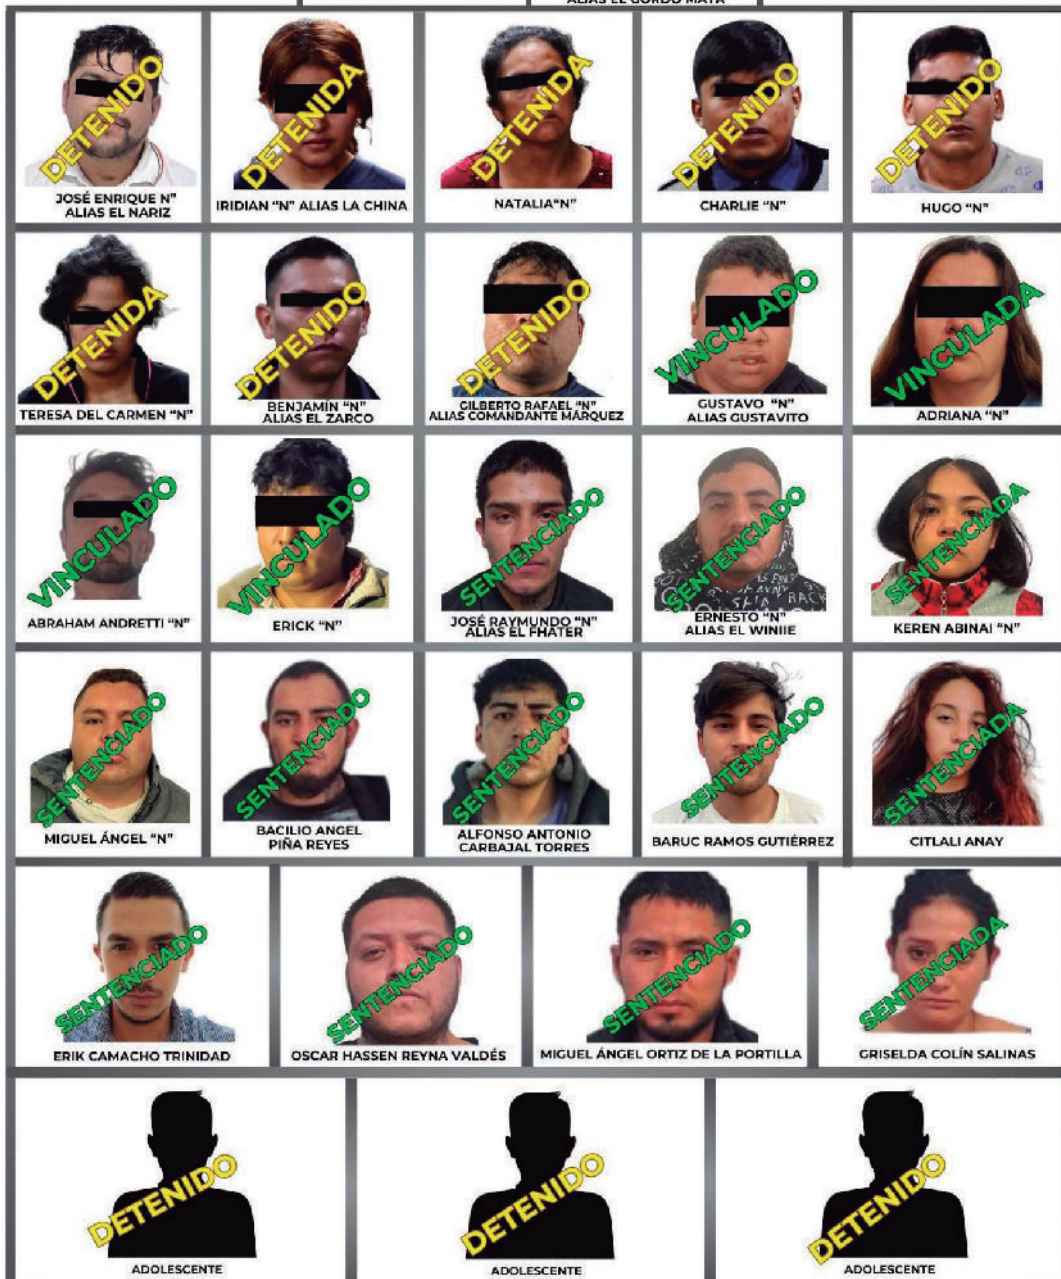 ALIAS EL GORDO MATA
DETENIDO
JOSÉ ENRIQUE N"
ALIAS EL NARIZ
DETENIDA
IRIDIAN "N" ALIAS LA CHINA
DETENIDA
NATALIA"N"
DETENIDO
CHARLIE "N"
DETENIDO
HUGO "N"
DETENIDA
TERESA DEL CARMEN "N"
DETENIDO
BENJAMÍN "N"
ALIAS EL ZARCO
DETENIDO
GILBERTO RAFAEL "N"
ALIAS COMANDANTE MÁRQUEZ
VINCULADO
GUSTAVO "N"
ALIAS GUSTAVITO
VINCULADA
ADRIANA "N"
VINCULADO
ABRAHAM ANDRETTI "N"
VINCULADO
ERICK "N"
SENTENCIADO
JOSÉ RAYMUNDO "N"
ALIAS EL FHATER
SENTENCIADO
ERNESTO "N"
ALIAS EL WINIIE
SENTENCIADA
KEREN ABINAI "N"
SENTENCIADO
MIGUEL ÁNGEL "N"
SENTENCIADO
BACILIO ANGEL
PIÑA REYES
SENTENCIADO
ALFONSO ANTONIO
CARBAJAL TORRES
SENTENCIADO
BARUC RAMOS GUTIÉRREZ
SENTENCIADA
CITLALI ANAY
SENTENCIADO
ERIK CAMACHO TRINIDAD
SENTENCIADO
OSCAR HASSEN REYNA VALDÉS
SENTENCIADO
MIGUEL ÁNGEL ORTIZ DE LA PORTILLA
SENTENCIADA
GRISELDA COLÍN SALINAS
DETENIDO
ADOLESCENTE
DETENIDO
ADOLESCENTE
DETENIDO
ADOLESCENTE